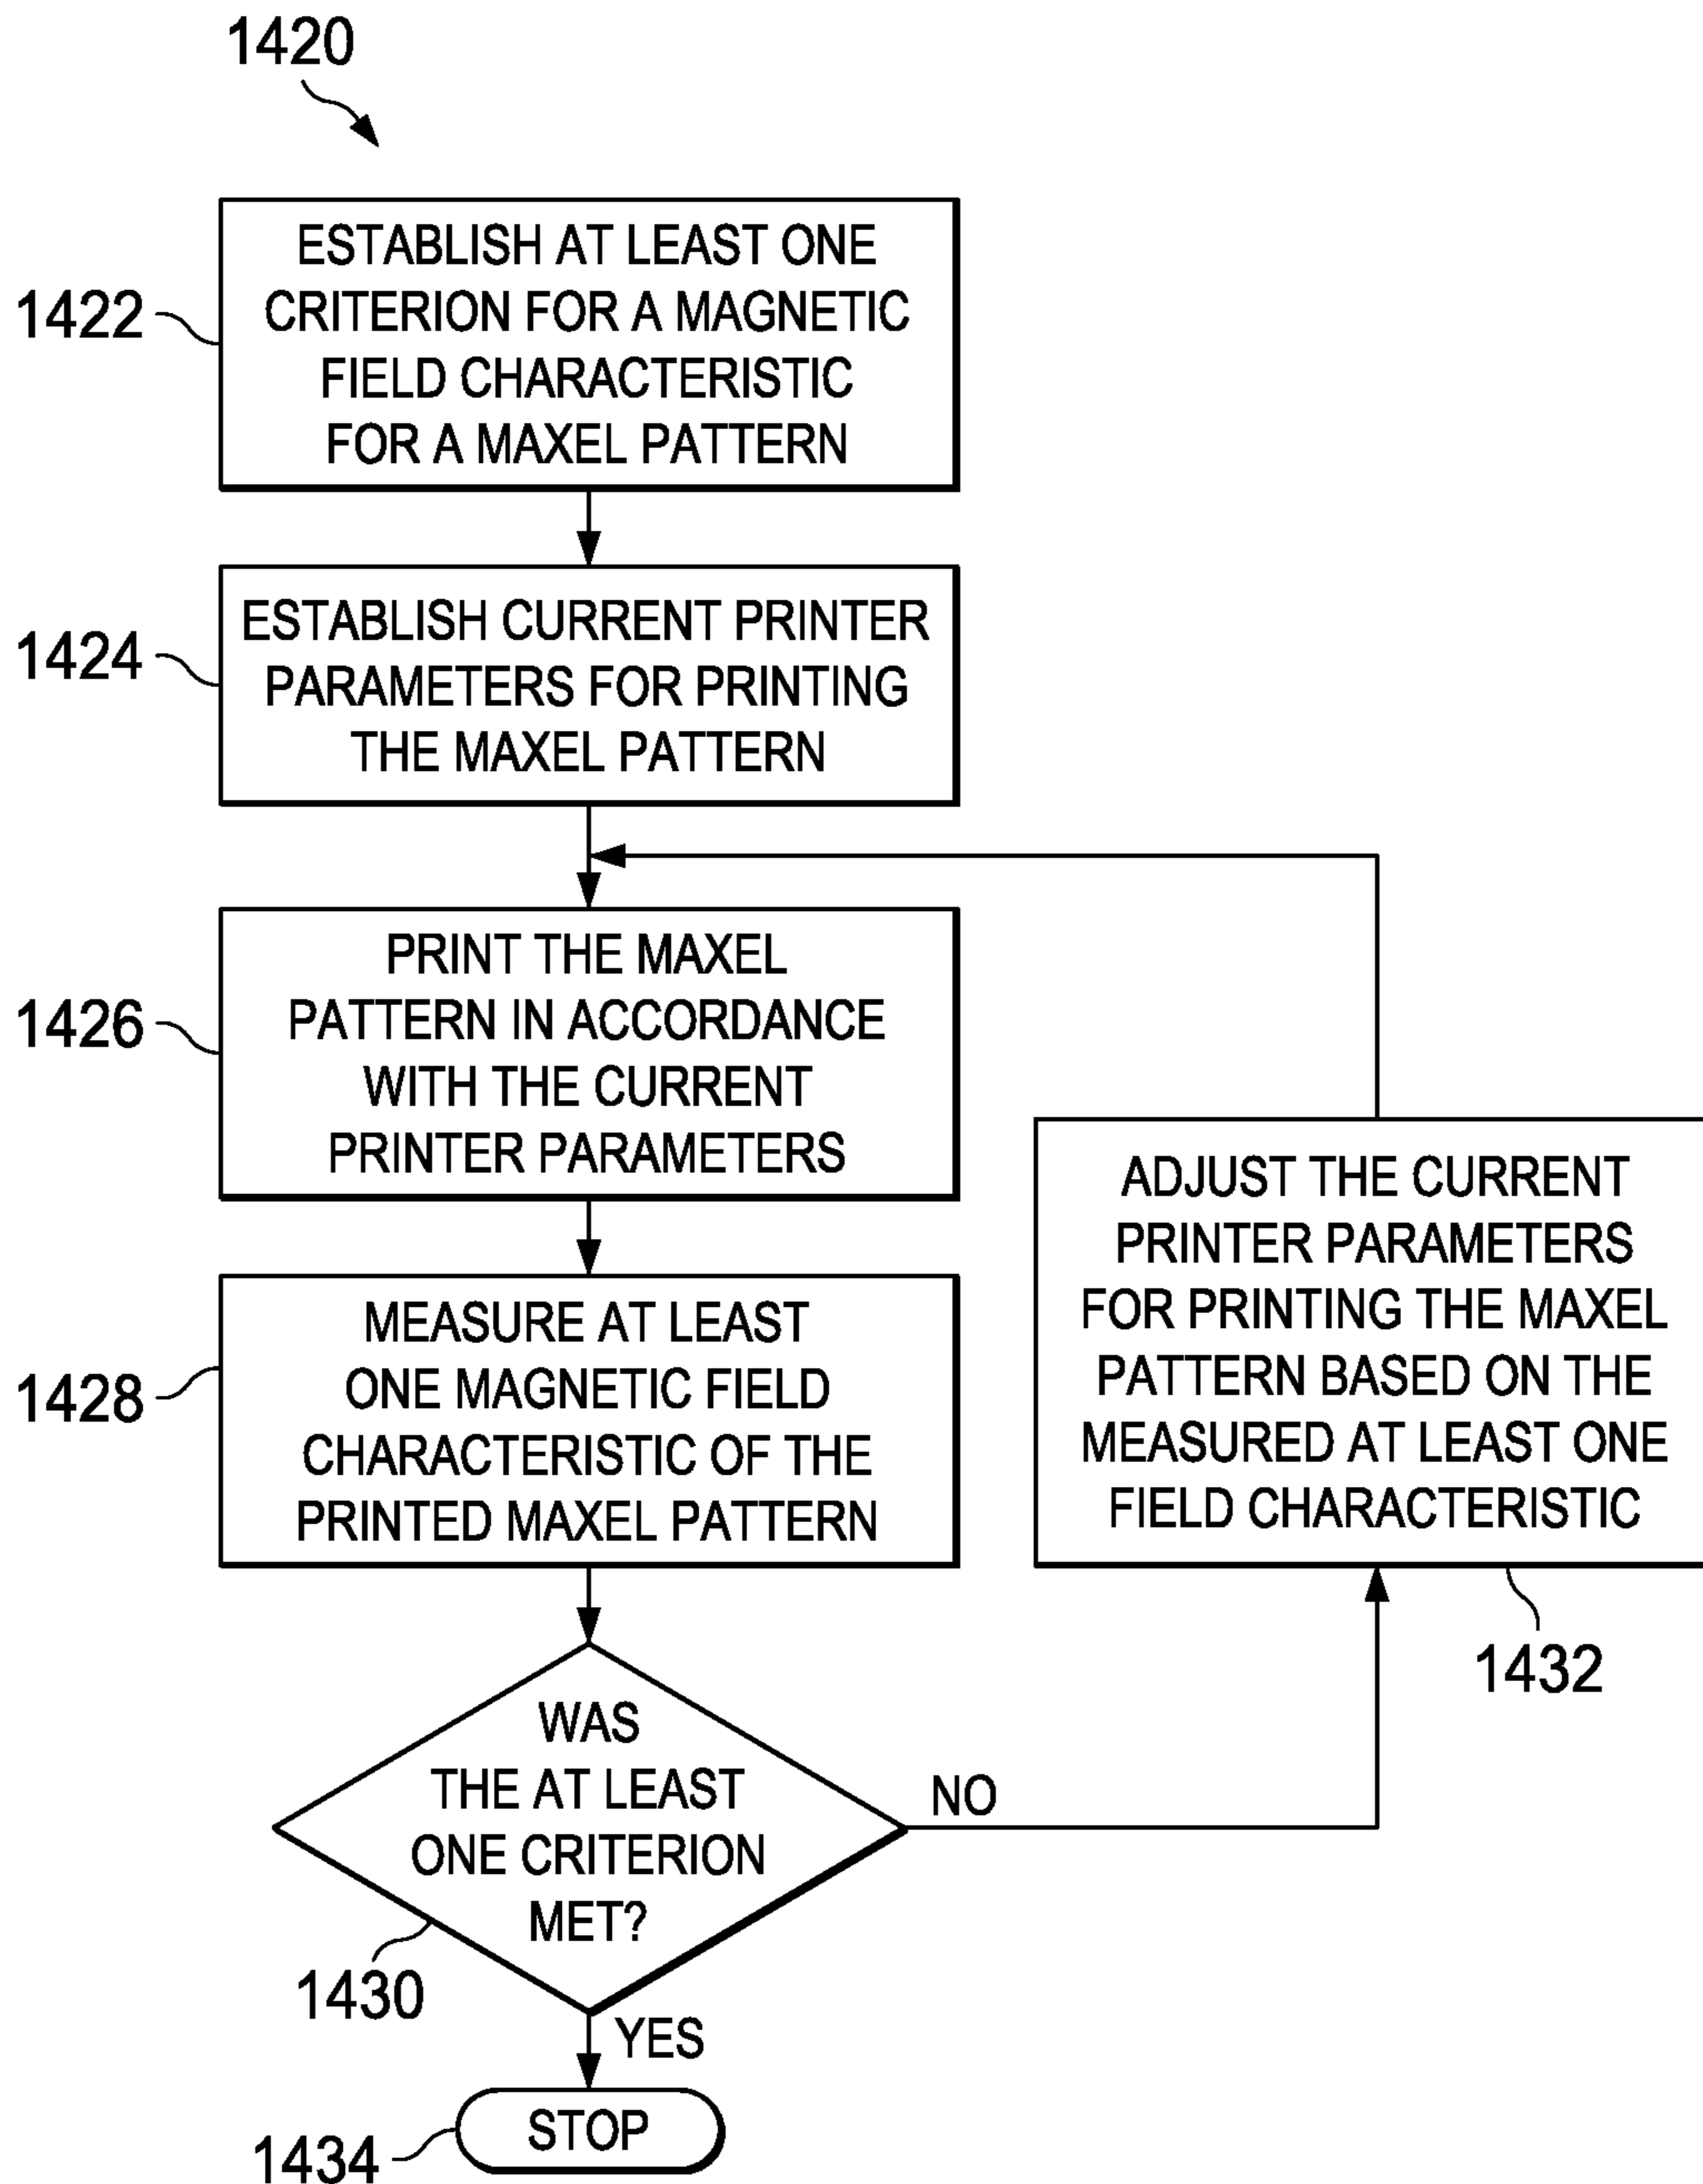 1420
1422
ESTABLISH AT LEAST ONE
CRITERION FOR A MAGNETIC
FIELD CHARACTERISTIC
FOR A MAXEL PATTERN
1424
ESTABLISH CURRENT PRINTER
PARAMETERS FOR PRINTING
THE MAXEL PATTERN
1426
PRINT THE MAXEL
PATTERN IN ACCORDANCE
WITH THE CURRENT
PRINTER PARAMETERS
1428
MEASURE AT LEAST
ONE MAGNETIC FIELD
CHARACTERISTIC OF THE
PRINTED MAXEL PATTERN
1430
WAS
THE AT LEAST
ONE CRITERION
MET?
NO
ADJUST THE CURRENT
PRINTER PARAMETERS
FOR PRINTING THE MAXEL
PATTERN BASED ON THE
MEASURED AT LEAST ONE
FIELD CHARACTERISTIC
1432
YES
STOP
1434